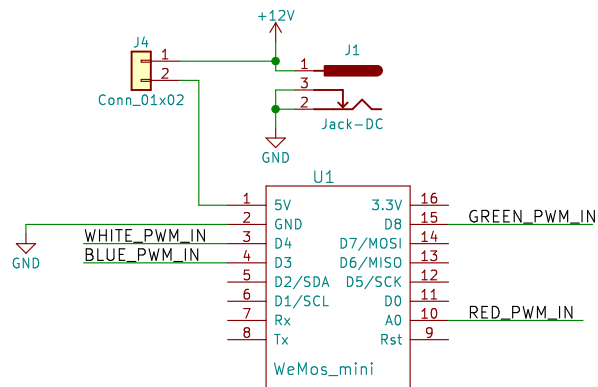 +12V
J4
J1
1
2
1
3
2
Conn_01x02
Jack-DC
GND
U1
1 5V 3.3V 16
2 GND D8 15 GREEN_PWM_IN
WHITE_PWM_IN 3 D4 D7/MOSI 14
BLUE_PWM_IN 4 D3 D6/MISO 13
GND
5 D2/SDA D5/SCK 12
6 D1/SCL D0 11
7 Rx A0 10 RED_PWM_IN
8 Tx Rst 9
WeMos_mini